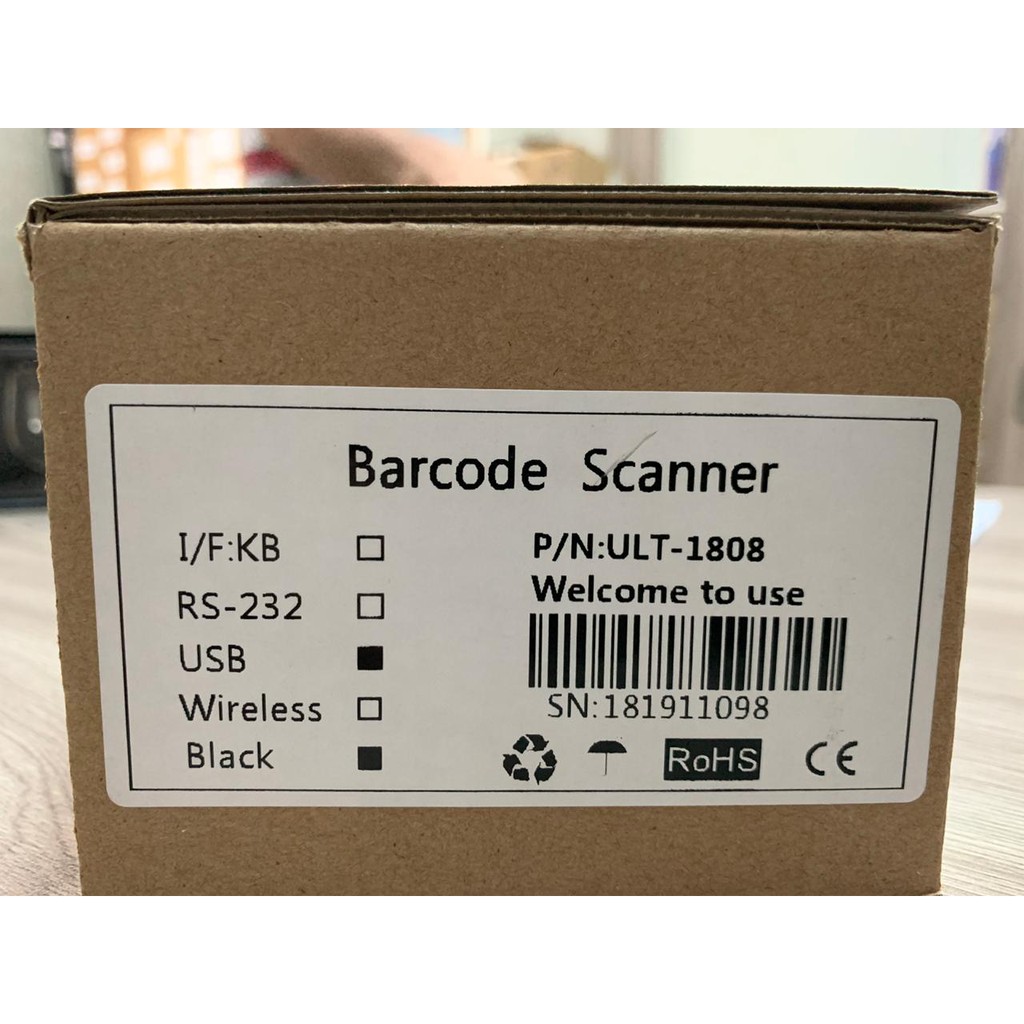 Barcode Scanner
I/F:KB
RS-232
USB
Wireless
Black
P/N:ULT-1808
Welcome to use
SN:181911098
RoHS
CE